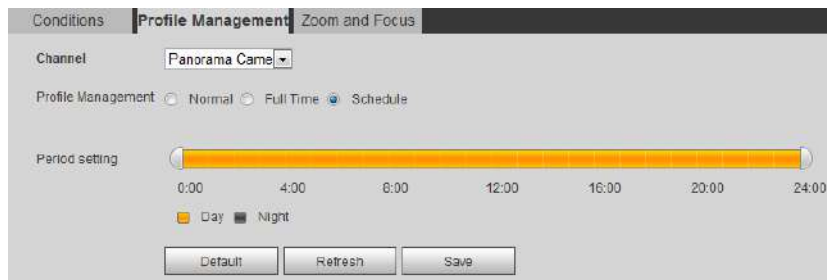 Conditions Profile Management Zoom and Focus
Channel Panorama Came
Profile Management Normal Full Time Schedule
Period setting
0:00 4:00 8:00 12:00 16:00 20:00 24:00
Day Night
Default Refresh Save